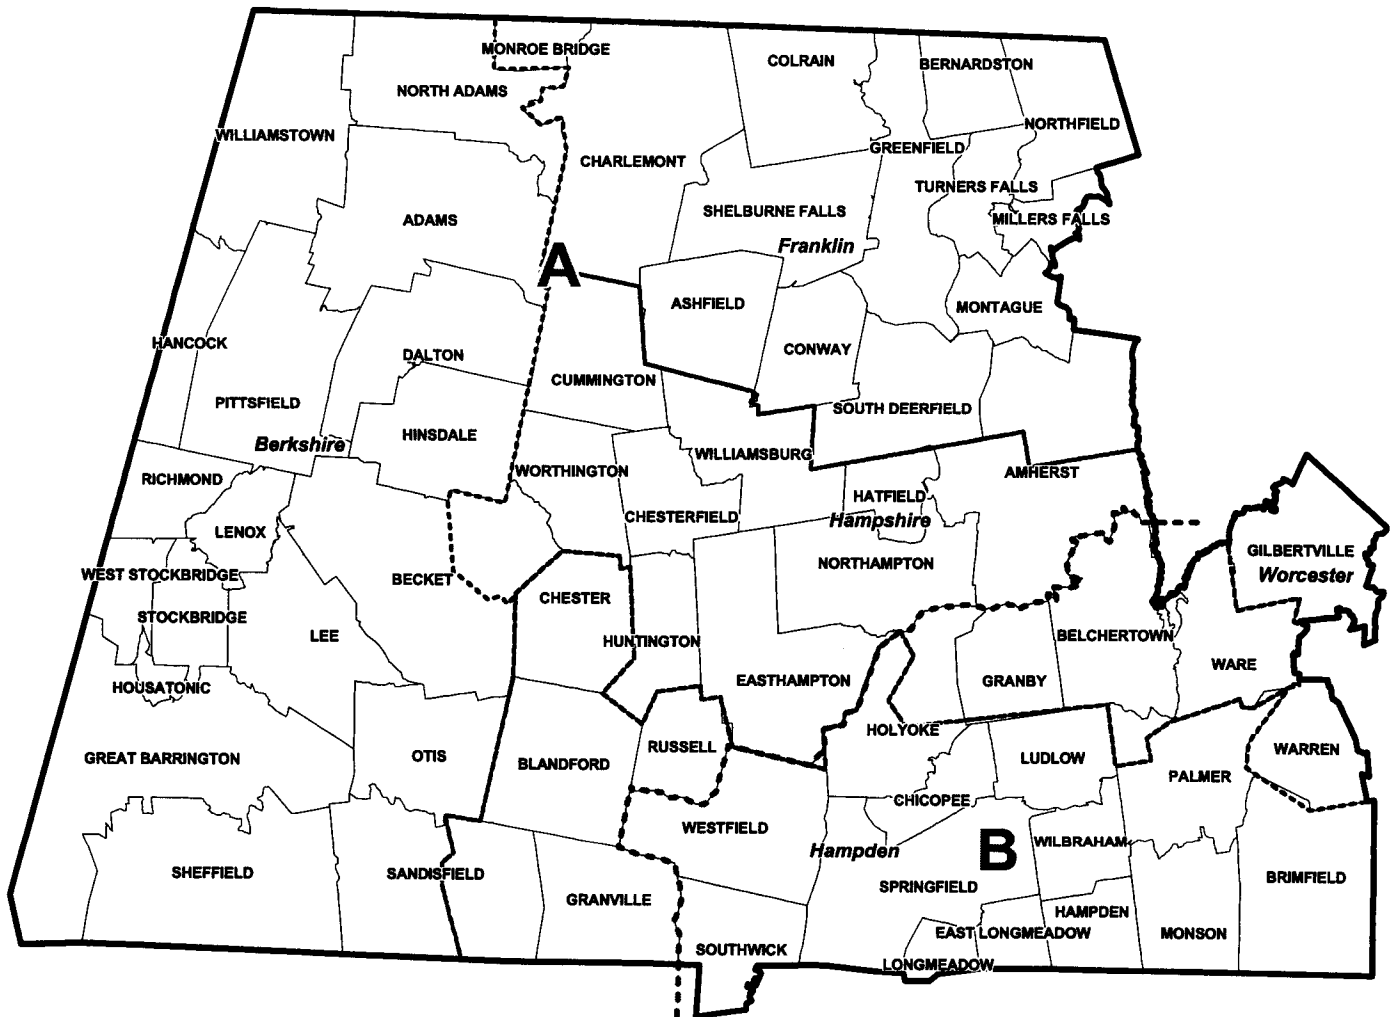 MONROE BRIDGE
COLRAIN
BERNARDSTON
NORTH ADAMS
NORTHFIELD
WILLIAMSTOWN
GREENFIELD
CHARLEMONT
TURNERS FALLS
SHELBURNE FALLS
MILLERS FALLS
ADAMS
Franklin
A
ASHFIELD
MONTAGUE
HANCOCK
CONWAY
DALTON
CUMMINGTON
PITTSFIELD
SOUTH DEERFIELD
HINSDALE
Berkshire
WILLIAMSBURG
WORTHINGTON
AMHERST
RICHMOND
HATFIELD
CHESTERFIELD
Hampshire
LENOX
GILBERTVILLE
NORTHAMPTON
WEST STOCKBRIDGE
Worcester
BECKET
CHESTER
STOCKBRIDGE
LEE
BELCHERTOWN
HUNTINGTON
WARE
EASTHAMPTON
GRANBY
HOUSATONIC
HOLYOKE
RUSSELL
WARREN
GREAT BARRINGTON
OTIS
LUDLOW
BLANDFORD
PALMER
CHICOPEE
WESTFIELD
WILBRAHAM
Hampden
B
SHEFFIELD
SANDISFIELD
BRIMFIELD
SPRINGFIELD
GRANVILLE
HAMPDEN
EAST LONGMEADOW
MONSON
SOUTHWICK
LONGMEADOW